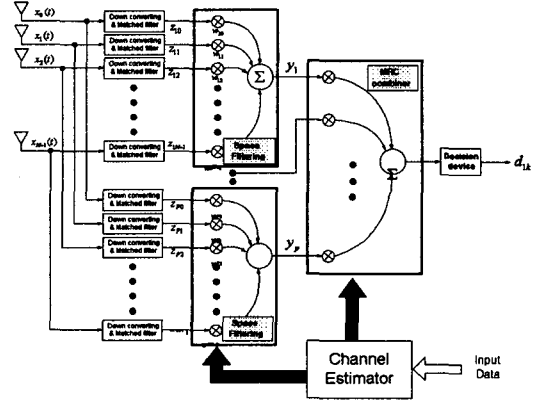 x₀(t)
Down converting
& Matched filter
z₁₀
x₁(t)
Down converting
& Matched filter
z₁₁
x₂(t)
Down converting
& Matched filter
z₁₂
Σ
y₁
MRC
combiner
x_M-1(t)
Down converting
& Matched filter
z_1M-1
Space
Filtering
Σ
Decision
device
d₁ₖ
Down converting
& Matched filter
z_P0
Down converting
& Matched filter
z_P1
Down converting
& Matched filter
z_P2
y_P
Down converting
& Matched filter
Space
Filtering
Channel
Estimator
Input
Data